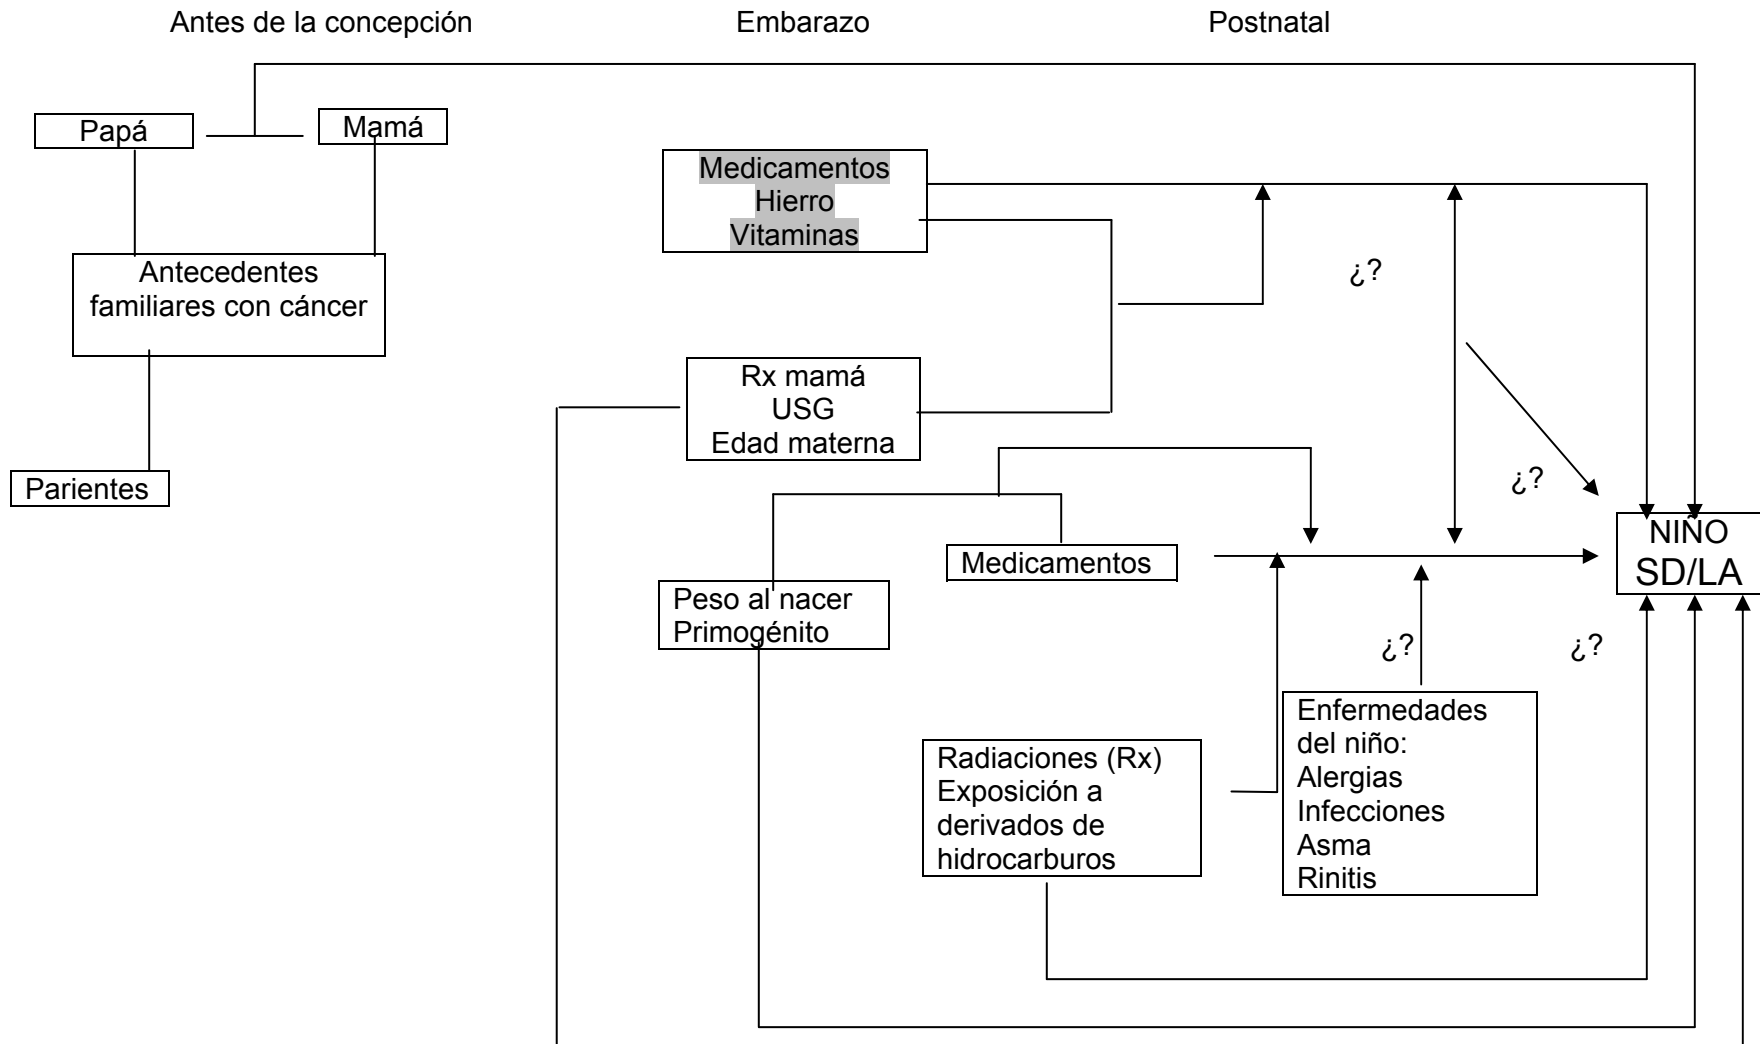 Antes de la concepción
Embarazo
Postnatal
Papá
Mamá
Medicamentos
Hierro
Vitaminas
Antecedentes
familiares con cáncer
¿?
Rx mamá
USG
Edad materna
Parientes
¿?
Medicamentos
NIÑO
SD/LA
Peso al nacer
Primogénito
¿?
¿?
Enfermedades
del niño:
Alergias
Infecciones
Asma
Rinitis
Radiaciones (Rx)
Exposición a
derivados de
hidrocarburos